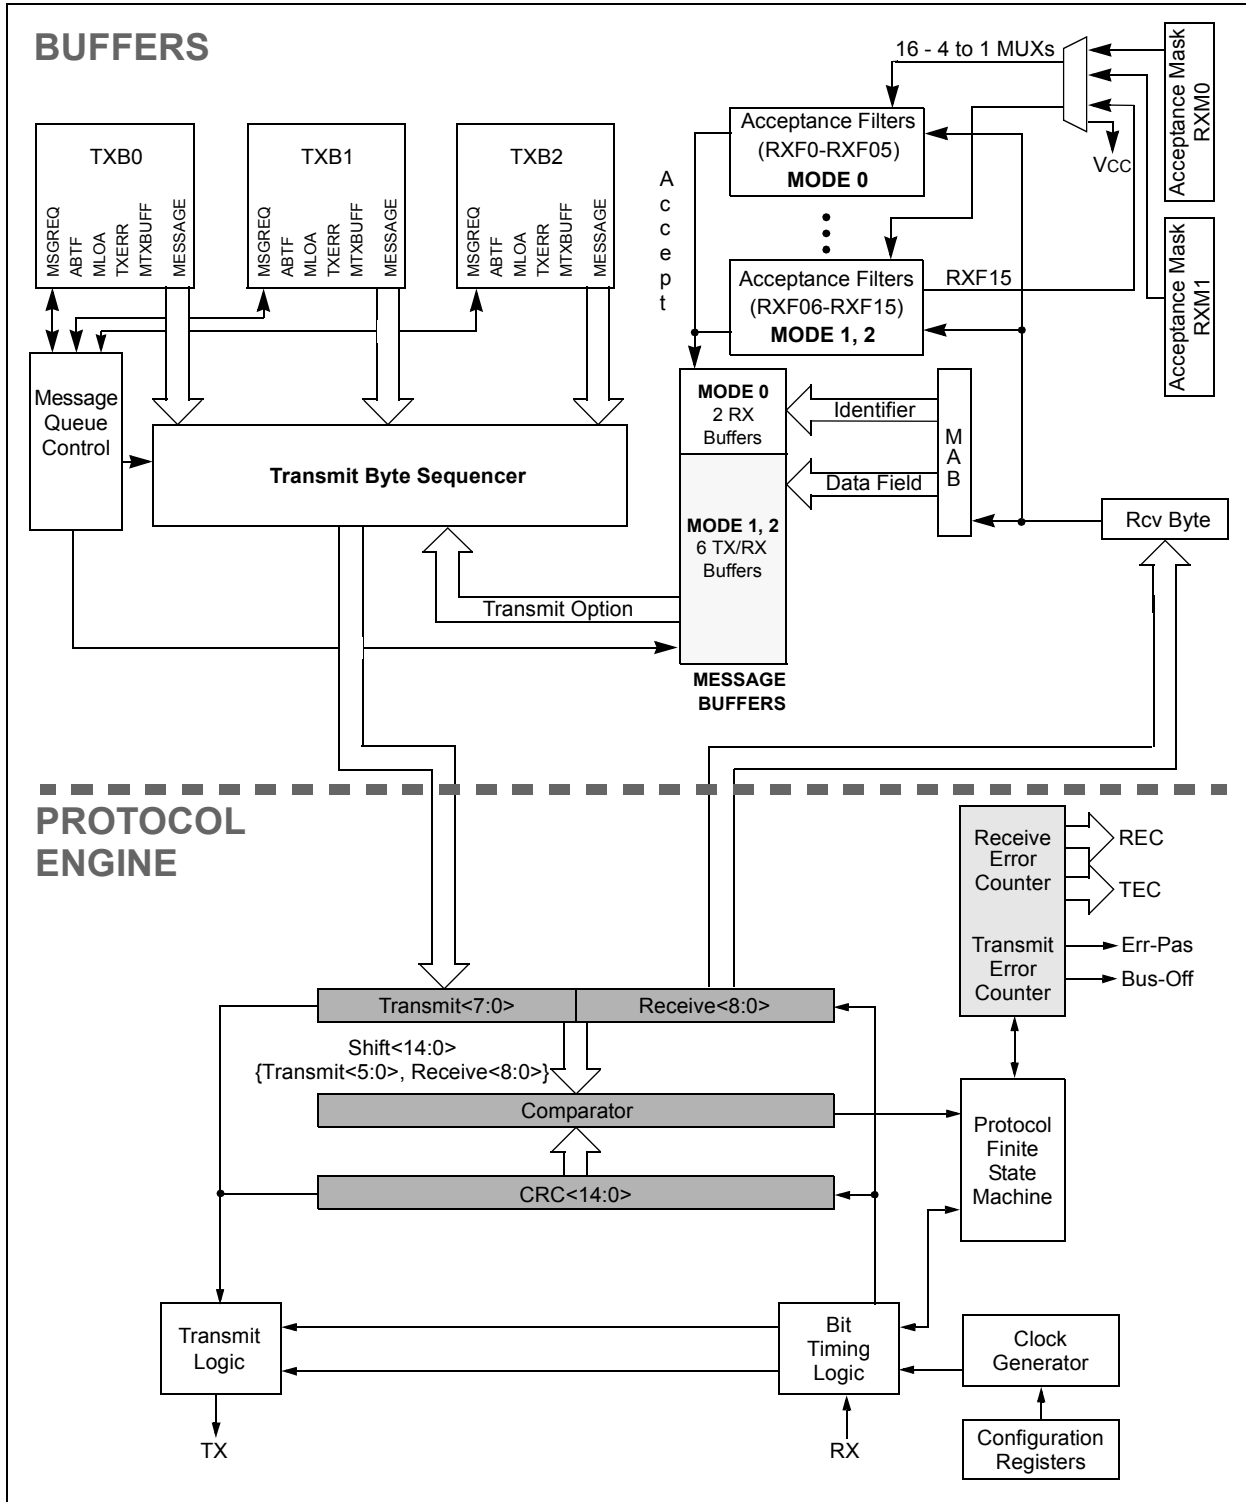 BUFFERS
16 - 4 to 1 MUXs
Acceptance Mask
RXM0
VCC
Acceptance Filters
(RXF0-RXF05)
MODE 0
Accept
TXB0
MSGREQ
ABTF
MLOA
TXERR
MTXBUFF
MESSAGE
TXB1
MSGREQ
ABTF
MLOA
TXERR
MTXBUFF
MESSAGE
TXB2
MSGREQ
ABTF
MLOA
TXERR
MTXBUFF
MESSAGE
Acceptance Filters
(RXF06-RXF15)
MODE 1, 2
RXF15
Acceptance Mask
RXM1
Message
Queue
Control
Transmit Byte Sequencer
MODE 0
2 RX
Buffers
Identifier
Data Field
MAB
MODE 1, 2
6 TX/RX
Buffers
Rcv Byte
Transmit Option
MESSAGE
BUFFERS
PROTOCOL
ENGINE
Receive
Error
Counter
REC
TEC
Transmit
Error
Counter
Err-Pas
Bus-Off
Transmit<7:0>
Receive<8:0>
Shift<14:0>
{Transmit<5:0>, Receive<8:0>}
Comparator
CRC<14:0>
Protocol
Finite
State
Machine
Transmit
Logic
Bit
Timing
Logic
Clock
Generator
TX
RX
Configuration
Registers